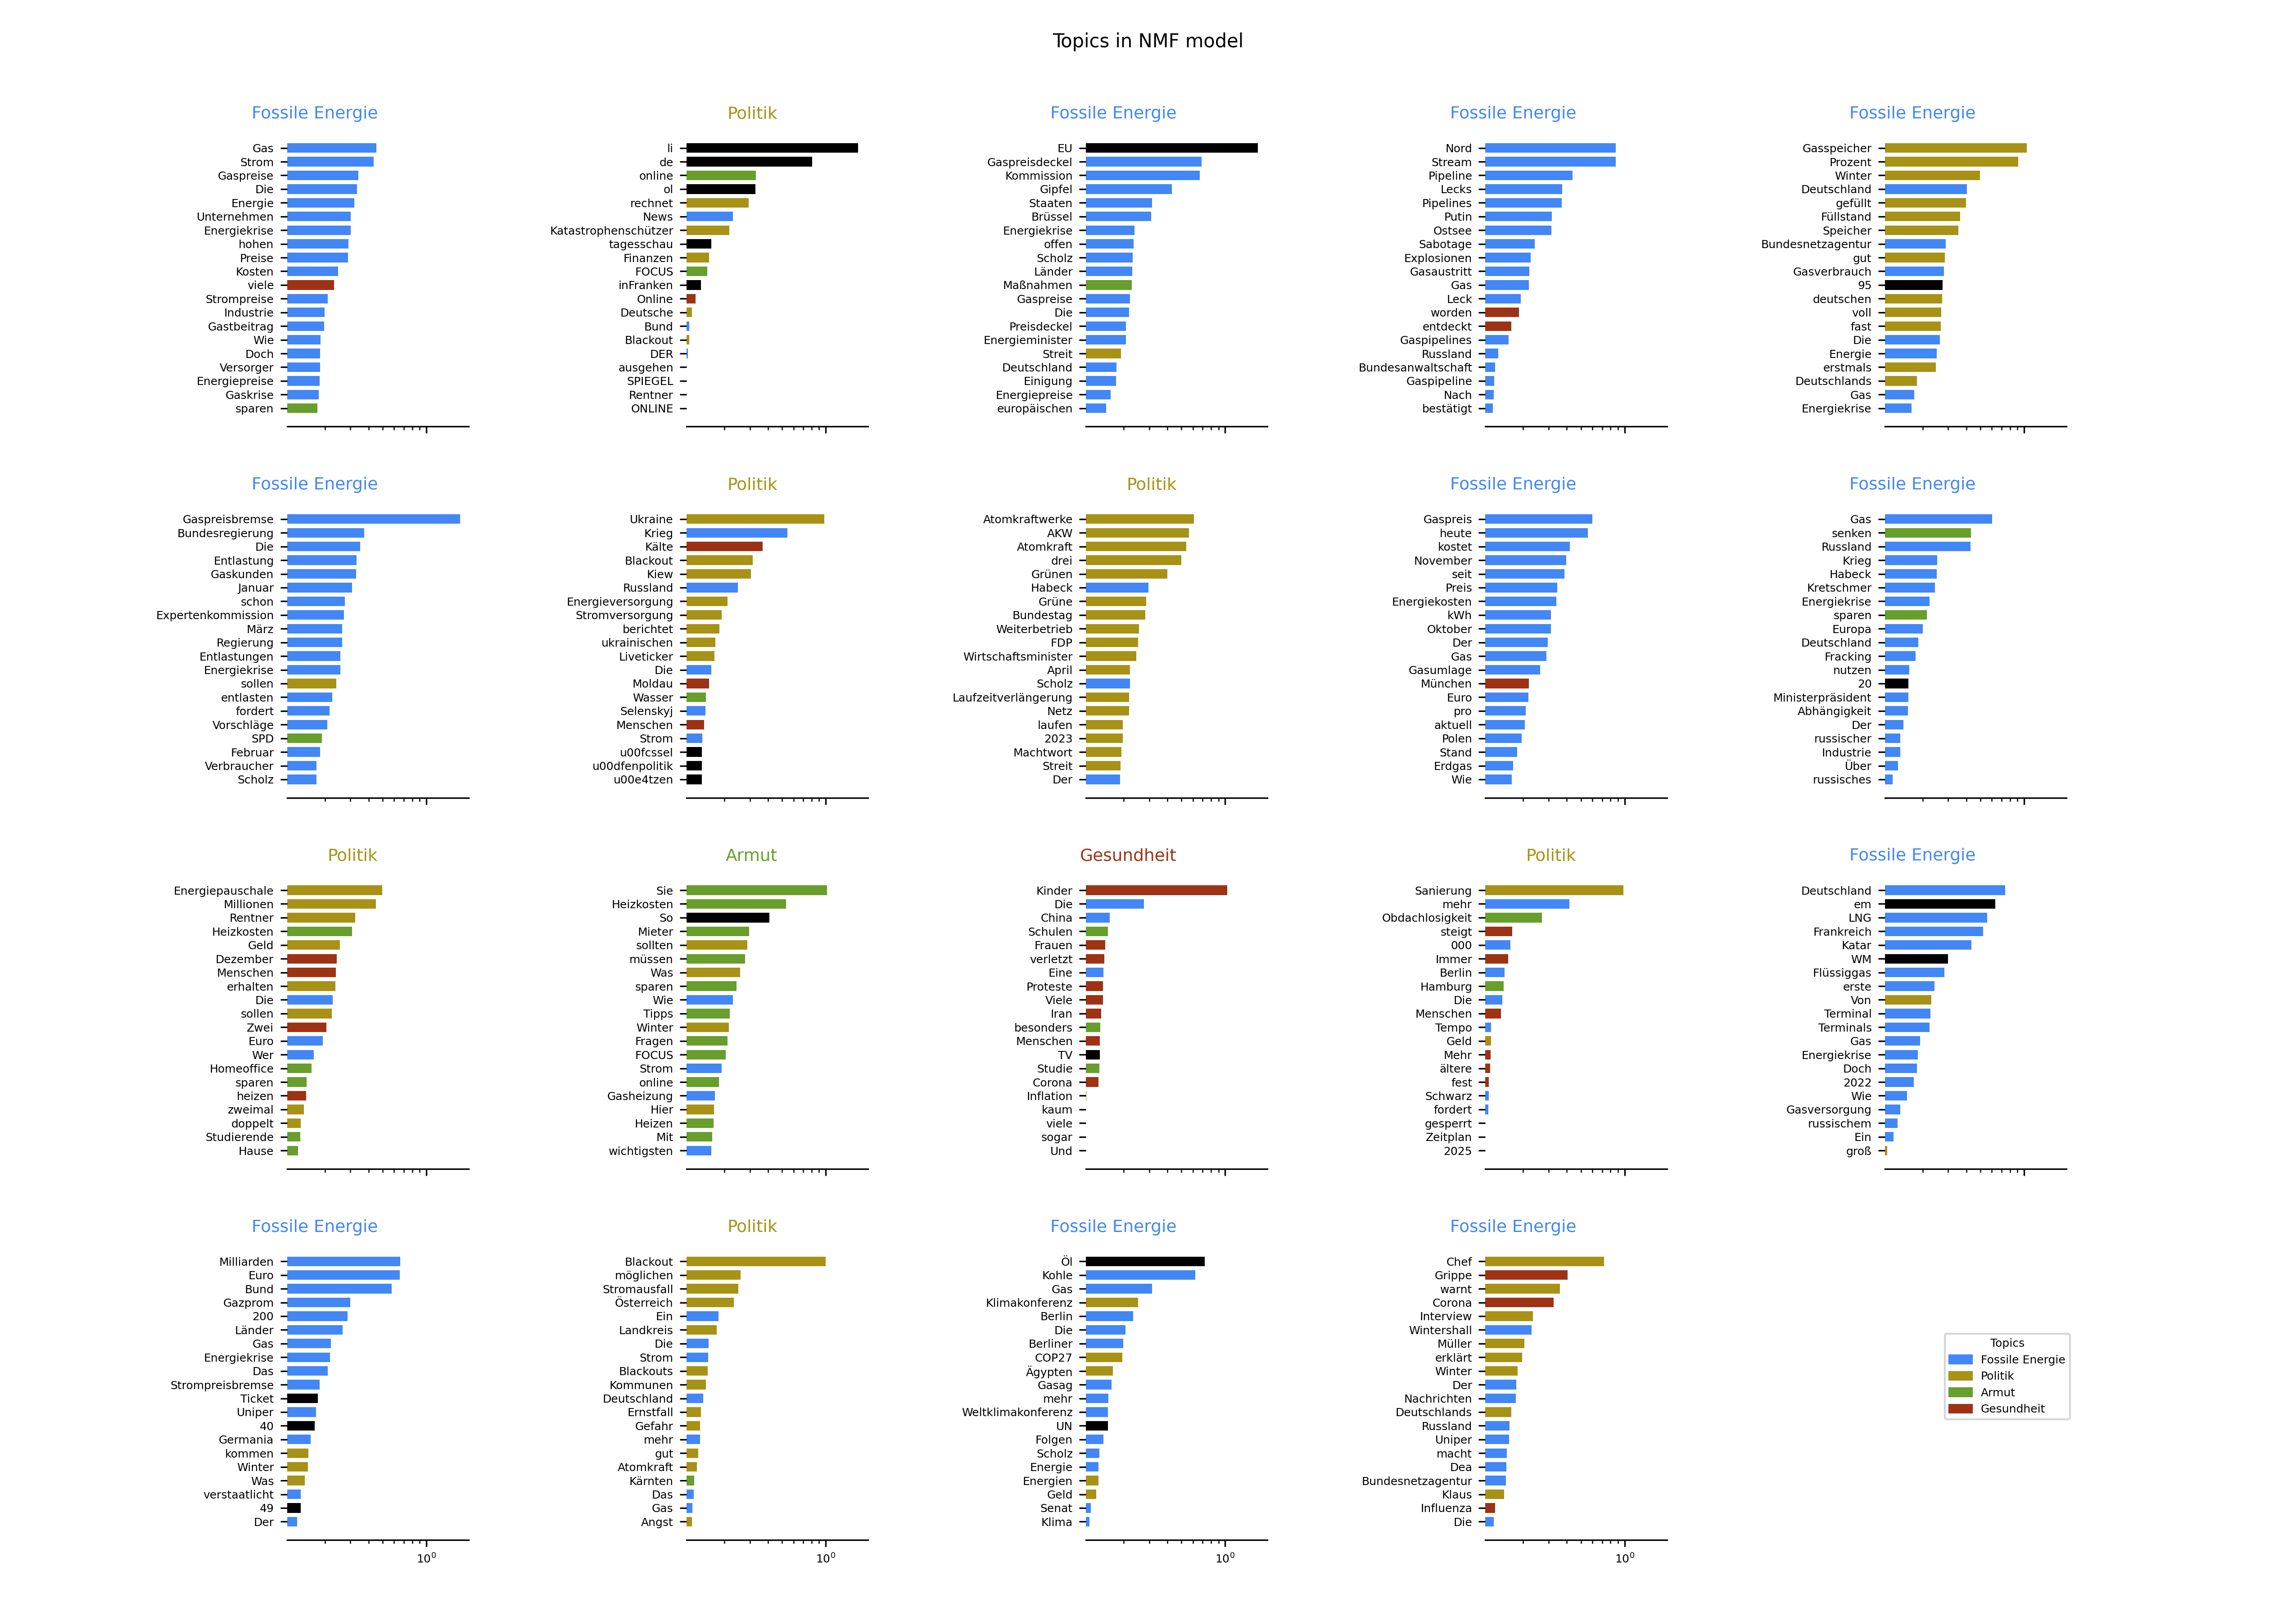 Topics in NMF model
Fossile Energie
Gas
Strom
Gaspreise
Die
Energie
Unternehmen
Energiekrise
hohen
Preise
Kosten
viele
Strompreise
Industrie
Gastbeitrag
Wie
Doch
Versorger
Energiepreise
Gaskrise
sparen
Politik
li
de
online
ol
rechnet
News
Katastrophenschützer
tagesschau
Finanzen
FOCUS
inFranken
Online
Deutsche
Bund
Blackout
DER
ausgehen
SPIEGEL
Rentner
ONLINE
Fossile Energie
EU
Gaspreisdeckel
Kommission
Gipfel
Staaten
Brüssel
Energiekrise
offen
Scholz
Länder
Maßnahmen
Gaspreise
Die
Preisdeckel
Energieminister
Streit
Deutschland
Einigung
Energiepreise
europäischen
Fossile Energie
Nord
Stream
Pipeline
Lecks
Pipelines
Putin
Ostsee
Sabotage
Explosionen
Gasaustritt
Gas
Leck
worden
entdeckt
Gaspipelines
Russland
Bundesanwaltschaft
Gaspipeline
Nach
bestätigt
Fossile Energie
Gasspeicher
Prozent
Winter
Deutschland
gefüllt
Füllstand
Speicher
Bundesnetzagentur
gut
Gasverbrauch
95
deutschen
voll
fast
Die
Energie
erstmals
Deutschlands
Gas
Energiekrise
Fossile Energie
Gaspreisbremse
Bundesregierung
Die
Entlastung
Gaskunden
Januar
schon
Expertenkommission
März
Regierung
Entlastungen
Energiekrise
sollen
entlasten
fordert
Vorschläge
SPD
Februar
Verbraucher
Scholz
Politik
Ukraine
Krieg
Kälte
Blackout
Kiew
Russland
Energieversorgung
Stromversorgung
berichtet
ukrainischen
Liveticker
Die
Moldau
Wasser
Selenskyj
Menschen
Strom
u00fcssel
u00dfenpolitik
u00e4tzen
Politik
Atomkraftwerke
AKW
Atomkraft
drei
Grünen
Habeck
Grüne
Bundestag
Weiterbetrieb
FDP
Wirtschaftsminister
April
Scholz
Laufzeitverlängerung
Netz
laufen
2023
Machtwort
Streit
Der
Fossile Energie
Gaspreis
heute
kostet
November
seit
Preis
Energiekosten
kWh
Oktober
Der
Gas
Gasumlage
München
Euro
pro
aktuell
Polen
Stand
Erdgas
Wie
Fossile Energie
Gas
senken
Russland
Krieg
Habeck
Kretschmer
Energiekrise
sparen
Europa
Deutschland
Fracking
nutzen
20
Ministerpräsident
Abhängigkeit
Der
russischer
Industrie
Über
russisches
Politik
Energiepauschale
Millionen
Rentner
Heizkosten
Geld
Dezember
Menschen
erhalten
Die
sollen
Zwei
Euro
Wer
Homeoffice
sparen
heizen
zweimal
doppelt
Studierende
Hause
Armut
Sie
Heizkosten
So
Mieter
sollten
müssen
Was
sparen
Wie
Tipps
Winter
Fragen
FOCUS
Strom
online
Gasheizung
Hier
Heizen
Mit
wichtigsten
Gesundheit
Kinder
Die
China
Schulen
Frauen
verletzt
Eine
Proteste
Viele
Iran
besonders
Menschen
TV
Studie
Corona
Inflation
kaum
viele
sogar
Und
Politik
Sanierung
mehr
Obdachlosigkeit
steigt
000
Immer
Berlin
Hamburg
Die
Menschen
Tempo
Geld
Mehr
ältere
fest
Schwarz
fordert
gesperrt
Zeitplan
2025
Fossile Energie
Deutschland
em
LNG
Frankreich
Katar
WM
Flüssiggas
erste
Von
Terminal
Terminals
Gas
Energiekrise
Doch
2022
Wie
Gasversorgung
russischem
Ein
groß
Fossile Energie
Milliarden
Euro
Bund
Gazprom
200
Länder
Gas
Energiekrise
Das
Strompreisbremse
Ticket
Uniper
40
Germania
kommen
Winter
Was
verstaatlicht
49
Der
10⁰
Politik
Blackout
möglichen
Stromausfall
Österreich
Ein
Landkreis
Die
Strom
Blackouts
Kommunen
Deutschland
Ernstfall
Gefahr
mehr
gut
Atomkraft
Kärnten
Das
Gas
Angst
10⁰
Fossile Energie
Öl
Kohle
Gas
Klimakonferenz
Berlin
Die
Berliner
COP27
Ägypten
Gasag
mehr
Weltklimakonferenz
UN
Folgen
Scholz
Energie
Energien
Geld
Senat
Klima
10⁰
Fossile Energie
Chef
Grippe
warnt
Corona
Interview
Wintershall
Müller
erklärt
Winter
Der
Nachrichten
Deutschlands
Russland
Uniper
macht
Dea
Bundesnetzagentur
Klaus
Influenza
Die
10⁰
Topics
Fossile Energie
Politik
Armut
Gesundheit